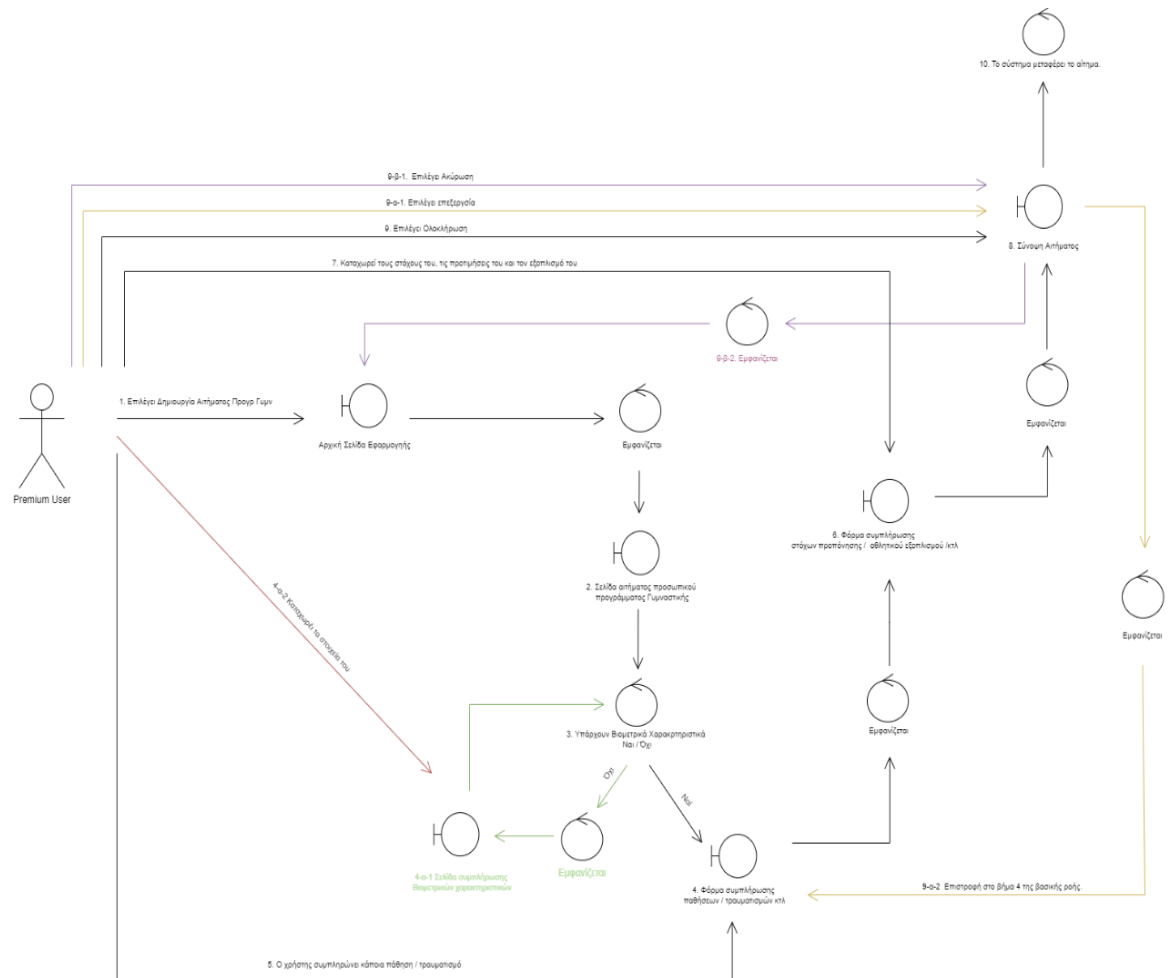 10. Το σύστημα μεταφέρει το αίτημα.
9-β-1. Επιλέγει Ακύρωση
9-α-1. Επιλέγει επεξεργσία
9. Επιλέγει Ολοκλήρωση
8. Σύνοψη Αιτήματος
7. Καταχωρεί τους στόχους του, τις προτιμήσεις του και τον εξοπλισμό του
9-β-2. Εμφανίζεται
1. Επιλέγει Δημιουργία Αιτήματος Προγρ Γυμν
Αρχική Σελίδα Εφαρμογής
Εμφανίζεται
Εμφανίζεται
Premium User
6. Φόρμα συμπλήρωσης
στόχων προπόνησης / αθλητικού εξοπλισμού /κτλ
2. Σελίδα αιτήματος προσωπικού
προγράμματος Γυμναστικής
Εμφανίζεται
4-α-2 Καταχωρεί τα στοιχεία του
3. Υπάρχουν Βιομετρικά Χαρακτηριστικά
Ναι / Όχι
Εμφανίζεται
Όχι
Ναι
4-α-1 Σελίδα συμπλήρωσης
Βιομετρικών χαρακτηριστικών
Εμφανίζεται
4. Φόρμα συμπλήρωσης
παθήσεων / τραυματισμών κτλ
9-α-2 Επιστροφή στο βήμα 4 της βασικής ροής.
5. Ο χρήστης συμπληρώνει κάποια πάθηση / τραυματισμό